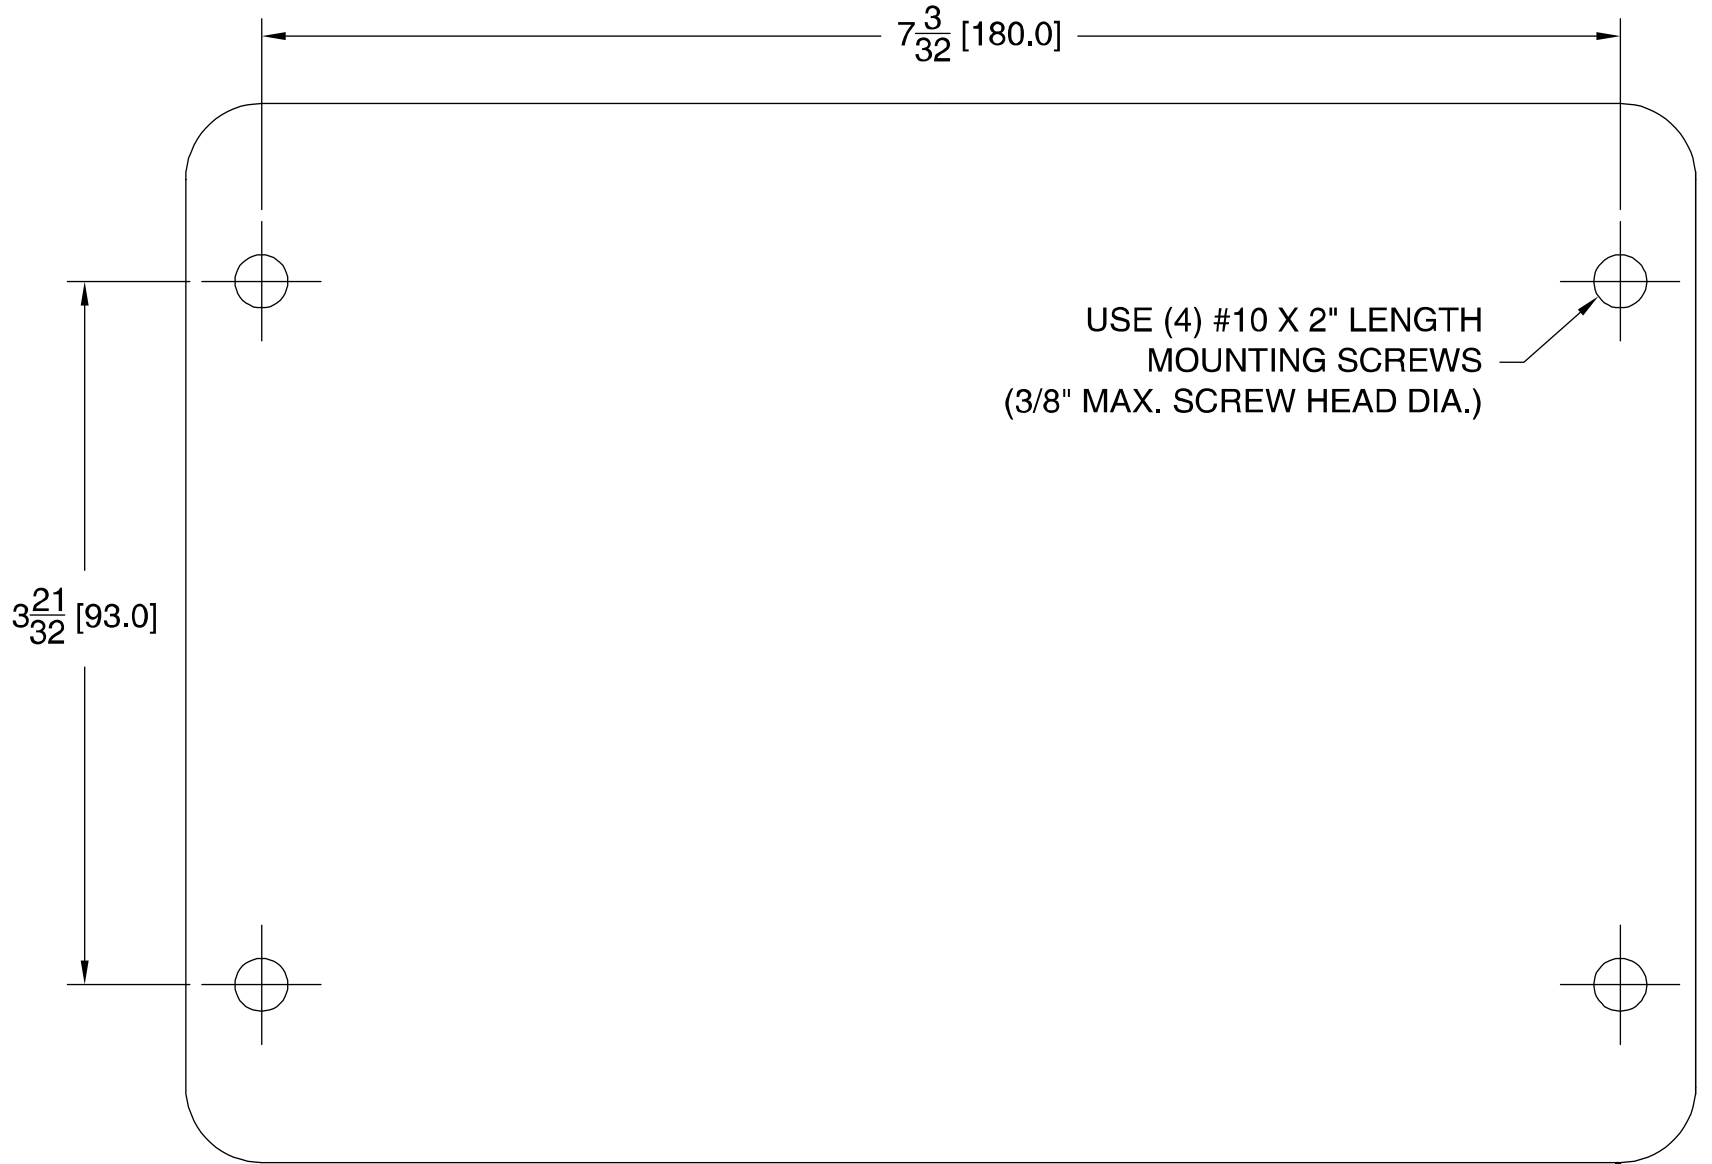 7 3/32 [180.0]
USE (4) #10 X 2" LENGTH
MOUNTING SCREWS
(3/8" MAX. SCREW HEAD DIA.)
3 21/32 [93.0]